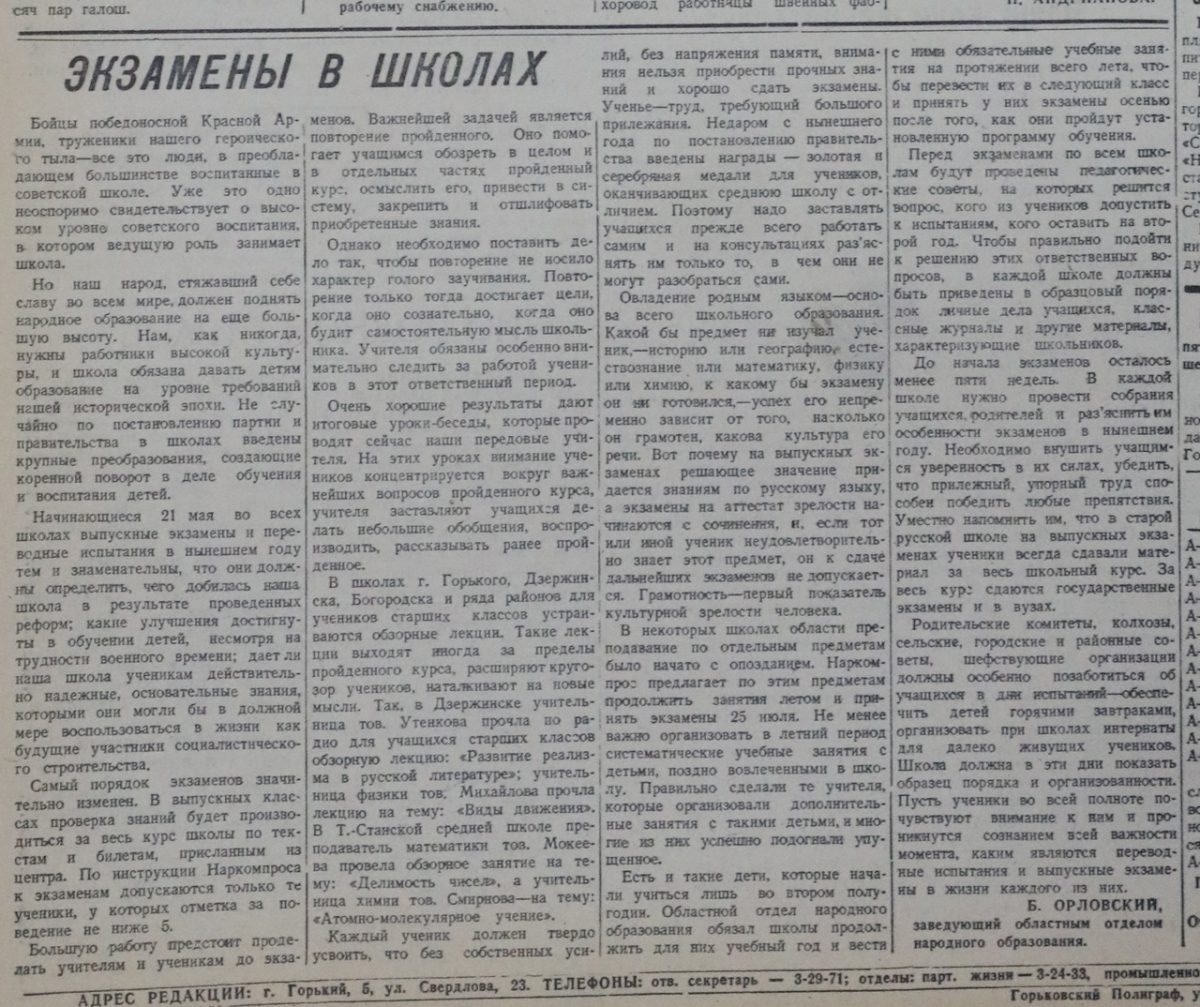 сяч пар галош.
рабочему снабжению.
хоровод работницы швейных фаб-
ЭКЗАМЕНЫ В ШКОЛАХ
Бойцы победоносной Красной Ар-
мии, труженики нашего героическо-
го тыла—все это люди, в преобла-
дающем большинстве воспитанные в
советской школе. Уже это одно
неоспоримо свидетельствует о высо-
ком уровне советского воспитания,
в котором ведущую роль занимает
школа.
Но наш народ, стяжавший себе
славу во всем мире, должен поднять
народное образование на еще боль-
шую высоту. Нам, как никогда,
нужны работники высокой культу-
ры, и школа обязана давать детям
образование на уровне требований
нашей исторической эпохи. Не слу-
чайно по постановлению партии и
правительства в школах введены
крупные преобразования, создающие
коренной поворот в деле обучения
и воспитания детей.
Начинающиеся 21 мая во всех
школах выпускные экзамены и пере-
водные испытания в нынешнем году
тем и знаменательны, что они долж-
ны определить, чего добилась наша
школа в результате проведенных
реформ; какие улучшения достигну-
ты в обучении детей, несмотря на
трудности военного времени; дает ли
наша школа ученикам действитель-
но надежные, основательные знания,
которыми они могли бы в должной
мере воспользоваться в жизни как
будущие участники социалистическо-
го строительства.
Самый порядок экзаменов значи-
тельно изменен. В выпускных клас-
сах проверка знаний будет произво-
диться за весь курс школы по тек-
стам и билетам, присланным из
центра. По инструкции Наркомпроса
к экзаменам допускаются только те
ученики, у которых отметка за по-
ведение не ниже 5.
Большую работу предстоит проде-
лать учителям и ученикам до экза-
менов. Важнейшей задачей является
повторение пройденного. Оно помо-
гает учащимся обозреть в целом и
в отдельных частях пройденный
курс, осмыслить его, привести в си-
стему, закрепить и отшлифовать
приобретенные знания.
Однако необходимо поставить де-
ло так, чтобы повторение не носило
характер голого заучивания. Повто-
рение только тогда достигает цели,
когда оно сознательно, когда оно
будит самостоятельную мысль школь-
ника. Учителя обязаны особенно вни-
мательно следить за работой учени-
ков в этот ответственный период.
Очень хорошие результаты дают
итоговые уроки-беседы, которые про-
водят сейчас наши передовые учи-
теля. На этих уроках внимание уче-
ников концентрируется вокруг важ-
нейших вопросов пройденного курса,
учителя заставляют учащихся де-
лать небольшие обобщения, воспро-
изводить, рассказывать ранее прой-
денное.
В школах г. Горького, Дзержин-
ска, Богородска и ряда районов для
учеников старших классов устраи-
ваются обзорные лекции. Такие лек-
ции выходят иногда за пределы
пройденного курса, расширяют круго-
зор учеников, наталкивают на новые
мысли. Так, в Дзержинске учитель-
ница тов. Утенкова прочла по ра-
дио для учащихся старших классов
обзорную лекцию: «Развитие реализ-
ма в русской литературе»; учитель-
ница физики тов. Михайлова прочла
лекцию на тему: «Виды движения».
В Т.-Станской средней школе пре-
подаватель математики тов. Мокее-
ва провела обзорное занятие на те-
му: «Делимость чисел», а учитель-
ница химии тов. Смирнова—на тему:
«Атомно-молекулярное учение».
Каждый ученик должен твердо
усвоить, что без собственных уси-
лий, без напряжения памяти, внима-
ния нельзя приобрести прочных зна-
ний и хорошо сдать экзамены.
Ученье—труд, требующий большого
прилежания. Недаром с нынешнего
года по постановлению правитель-
ства введены награды — золотая и
серебряная медали для учеников,
оканчивающих среднюю школу с от-
личием. Поэтому надо заставлять
учащихся прежде всего работать
самим и на консультациях раз'яс-
нять им только то, в чем они не
могут разобраться сами.
Овладение родным языком—осно-
ва всего школьного образования.
Какой бы предмет ни изучал уче-
ник,—историю или географию, есте-
ствознание или математику, физику
или химию, к какому бы экзамену
он ни готовился,—успех его непре-
менно зависит от того, насколько
он грамотен, какова культура его
речи. Вот почему на выпускных эк-
заменах решающее значение при-
дается знаниям по русскому языку,
а экзамены на аттестат зрелости на-
чинаются с сочинения, и, если тот
или иной ученик неудовлетворитель-
но знает этот предмет, он к сдаче
дальнейших экзаменов не допускает-
ся. Грамотность—первый показатель
культурной зрелости человека.
В некоторых школах области пре-
подавание по отдельным предметам
было начато с опозданием. Нарком-
прос предлагает по этим предметам
продолжить занятия летом и при-
нять экзамены 25 июля. Не менее
важно организовать в летний период
систематические учебные занятия с
детьми, поздно вовлеченными в шко-
лу. Правильно сделали те учителя,
которые организовали дополнитель-
ные занятия с такими детьми, и мно-
гие из них успешно подогнали упу-
щенное.
Есть и такие дети, которые нача-
ли учиться лишь во втором полу-
годии. Областной отдел народного
образования обязал школы продол-
жить для них учебный год и вести
с ними обязательные учебные заня-
тия на протяжении всего лета, что-
бы перевести их в следующий класс
и принять у них экзамены осенью
после того, как они пройдут уста-
новленную программу обучения.
Перед экзаменами по всем шко-
лам будут проведены педагогичес-
кие советы, на которых решится
вопрос, кого из учеников допустить
к испытаниям, кого оставить на вто-
рой год. Чтобы правильно подойти
к решению этих ответственных во-
просов, в каждой школе должны
быть приведены в образцовый поря-
док личные дела учащихся, клас-
сные журналы и другие материалы,
характеризующие школьников.
До начала экзаменов осталось
менее пяти недель. В каждой
школе нужно провести собрания
учащихся, родителей и раз'яснить им
особенности экзаменов в нынешнем
году. Необходимо внушить учащим-
ся уверенность в их силах, убедить,
что прилежный, упорный труд спо-
собен победить любые препятствия.
Уместно напомнить им, что в старой
русской школе на выпускных экза-
менах ученики всегда сдавали мате-
риал за весь школьный курс. За
весь курс сдаются государственные
экзамены и в вузах.
Родительские комитеты, колхозы,
сельские, городские и районные со-
веты, шефствующие организации
должны особенно позаботиться об
учащихся в дни испытаний—обеспе-
чить детей горячими завтраками,
организовать при школах интернаты
для далеко живущих учеников.
Школа должна в эти дни показать
образец порядка и организованности.
Пусть ученики во всей полноте по-
чувствуют внимание к ним и про-
никнутся сознанием всей важности
момента, каким являются перевод-
ные испытания и выпускные экзаме-
ны в жизни каждого из них.
Б. ОРЛОВСКИЙ,
заведующий областным отделом
народного образования.
АДРЕС РЕДАКЦИИ: г. Горький, 5, ул. Свердлова, 23. ТЕЛЕФОНЫ: отв. секретарь — 3-29-71; отделы: парт. жизни — 3-24-33, промышленно
Горьковский Полиграф, у